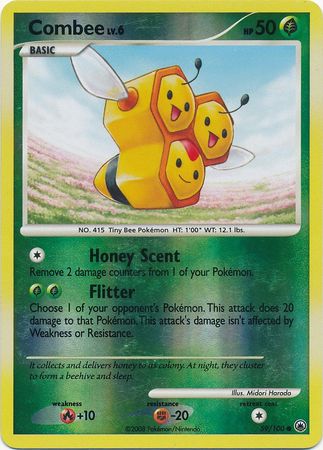 Combee LV.6 HP 50
BASIC
NO. 415 Tiny Bee Pokémon HT: 1'00" WT: 12.1 lbs.
Honey Scent
Remove 2 damage counters from 1 of your Pokémon.
Flitter
Choose 1 of your opponent's Pokémon. This attack does 20
damage to that Pokémon. This attack's damage isn't affected by
Weakness or Resistance.
It collects and delivers honey to its colony. At night, they cluster
to form a beehive and sleep.
Illus. Midori Harada
weakness resistance retreat cost
+10 -20
©2008 Pokémon/Nintendo 59/100